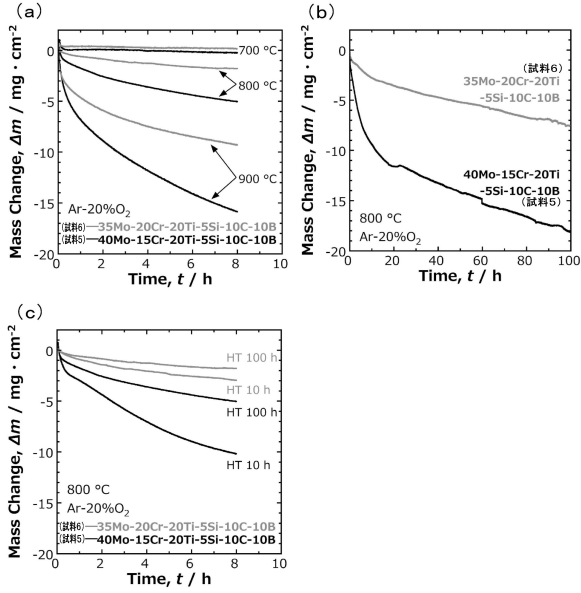 (a)
0
-5
-10
-15
-20
0
2
4
6
8
10
Mass Change, Δm / mg · cm-2
Time, t / h
700 °C
800 °C
900 °C
Ar-20%O2
(試料6) 35Mo-20Cr-20Ti-5Si-10C-10B
(試料5) 40Mo-15Cr-20Ti-5Si-10C-10B
(b)
0
-5
-10
-15
-20
0
20
40
60
80
100
Mass Change, Δm / mg · cm-2
Time, t / h
(試料6)
35Mo-20Cr-20Ti
-5Si-10C-10B
40Mo-15Cr-20Ti
-5Si-10C-10B
(試料5)
800 °C
Ar-20%O2
(c)
0
-5
-10
-15
-20
0
2
4
6
8
10
Mass Change, Δm / mg · cm-2
Time, t / h
HT 100 h
HT 10 h
HT 100 h
HT 10 h
800 °C
Ar-20%O2
(試料6) 35Mo-20Cr-20Ti-5Si-10C-10B
(試料5) 40Mo-15Cr-20Ti-5Si-10C-10B